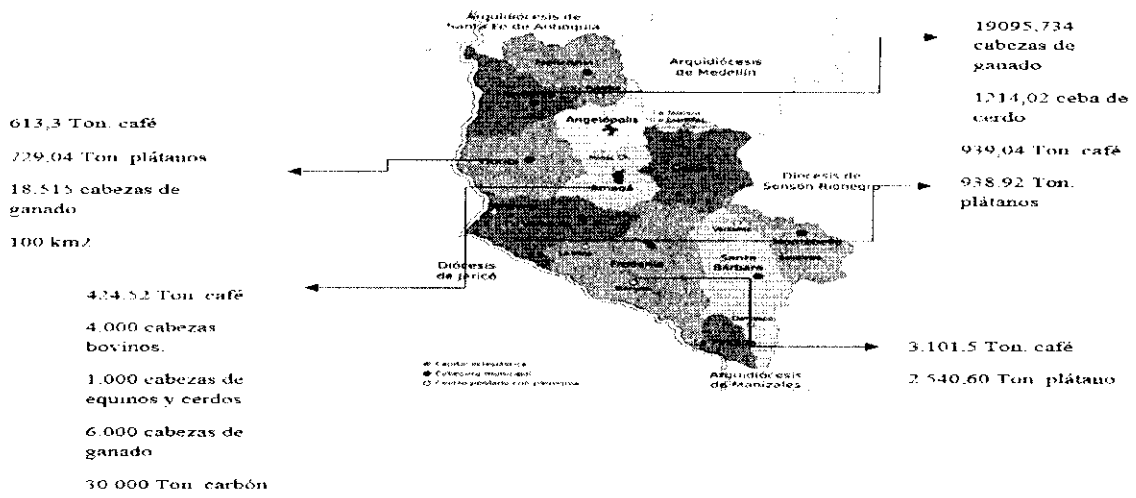 Arquidiócesis de
Santa Fe de Antioquia
Arquidiócesis
de Medellín
Angelópolis
Amagá
Diócesis de
Sonsón Rionegro
Santa
Bárbara
Diócesis
de Jericó
Arquidiócesis
de Manizales
613,3 Ton. café
729,04 Ton plátanos
18.515 cabezas de
ganado
100 km2
424.52 Ton café
4.000 cabezas
bovinos.
1.000 cabezas de
equinos y cerdos
6.000 cabezas de
ganado
30.000 Ton carbón
19095,734
cabezas de
ganado
1214,02 ceba de
cerdo
939,04 Ton café
938.92 Ton.
plátanos
3.101.5 Ton. café
2.540,60 Ton plátano